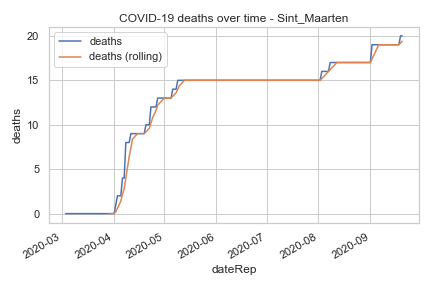 COVID-19 deaths over time - Sint_Maarten
deaths
deaths (rolling)
deaths
20
15
10
5
0
2020-03
2020-04
2020-05
2020-06
2020-07
2020-08
2020-09
dateRep